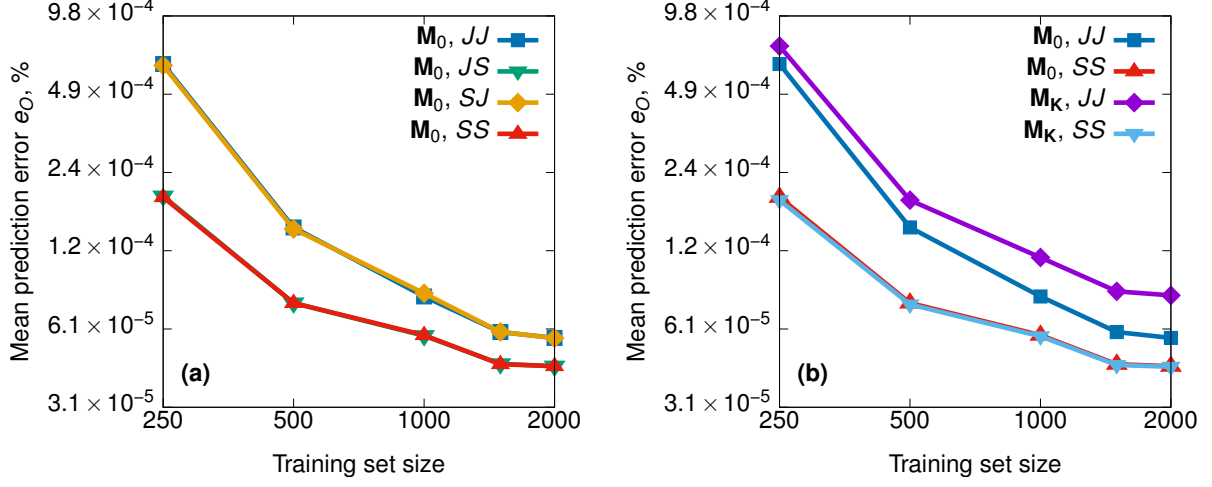 Mean prediction error e_O, %
9.8 × 10⁻⁴
4.9 × 10⁻⁴
2.4 × 10⁻⁴
1.2 × 10⁻⁴
6.1 × 10⁻⁵
3.1 × 10⁻⁵
M₀, JJ
M₀, JS
M₀, SJ
M₀, SS
(a)
250 500 1000 2000
Training set size
Mean prediction error e_O, %
9.8 × 10⁻⁴
4.9 × 10⁻⁴
2.4 × 10⁻⁴
1.2 × 10⁻⁴
6.1 × 10⁻⁵
3.1 × 10⁻⁵
M₀, JJ
M₀, SS
M_K, JJ
M_K, SS
(b)
250 500 1000 2000
Training set size